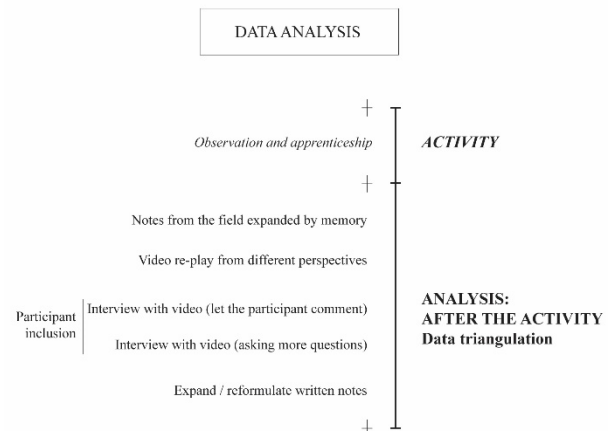 DATA ANALYSIS
Observation and apprenticeship
ACTIVITY
Notes from the field expanded by memory
Video re-play from different perspectives
Participant
inclusion
Interview with video (let the participant comment)
Interview with video (asking more questions)
Expand / reformulate written notes
ANALYSIS:
AFTER THE ACTIVITY
Data triangulation